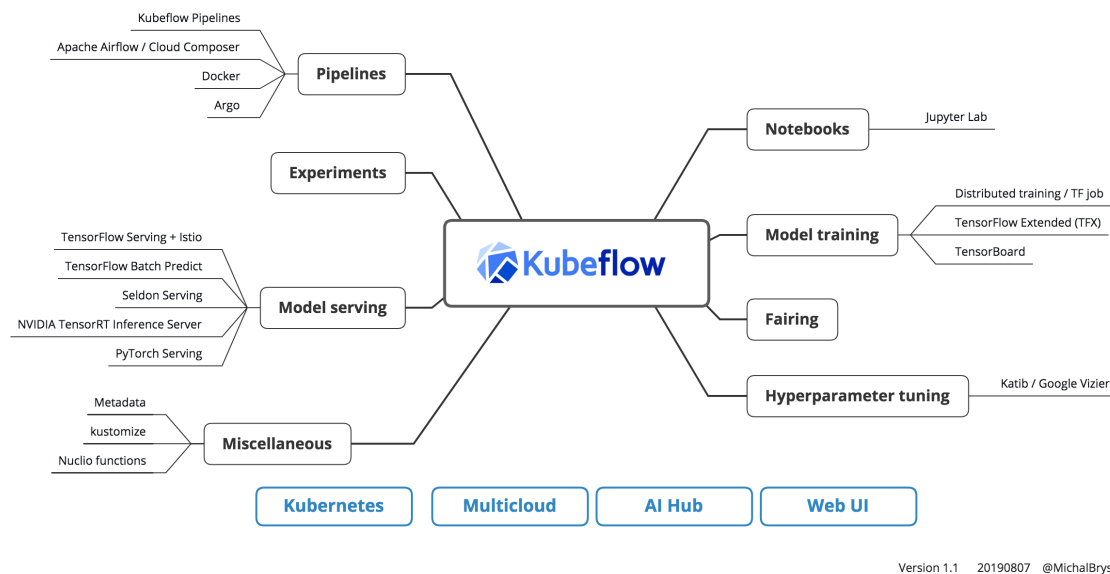 Kubeflow Pipelines
Apache Airflow / Cloud Composer
Docker
Argo
Pipelines
Experiments
TensorFlow Serving + Istio
TensorFlow Batch Predict
Seldon Serving
NVIDIA TensorRT Inference Server
PyTorch Serving
Model serving
Metadata
kustomize
Nuclio functions
Miscellaneous
Kubeflow
Notebooks
Jupyter Lab
Model training
Distributed training / TF job
TensorFlow Extended (TFX)
TensorBoard
Fairing
Hyperparameter tuning
Katib / Google Vizier
Kubernetes
Multicloud
AI Hub
Web UI
Version 1.1 20190807 @MichalBrys